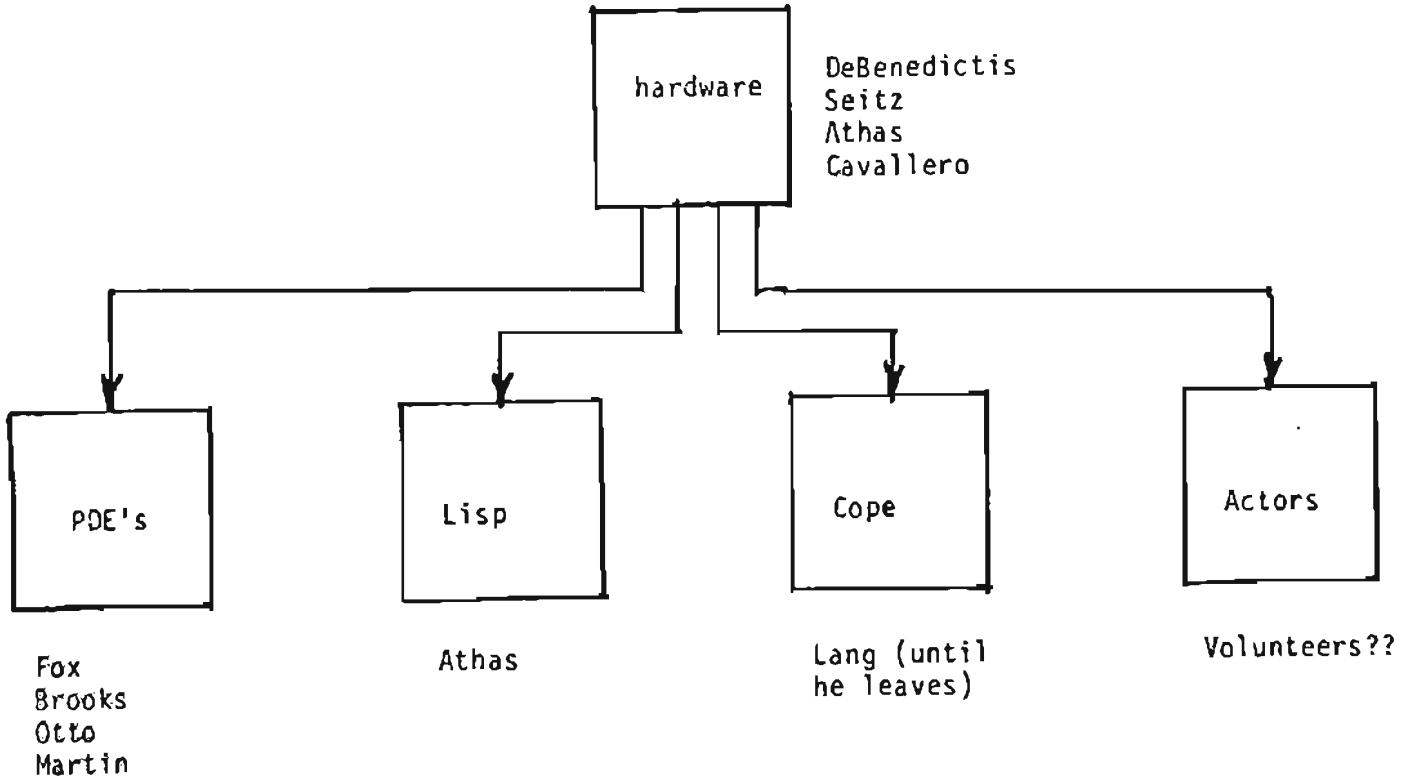 hardware
DeBenedictis
Seitz
Athas
Cavallero
PDE's
Lisp
Cope
Actors
Fox
Brooks
Otto
Martin
Athas
Lang (until
he leaves)
Volunteers??